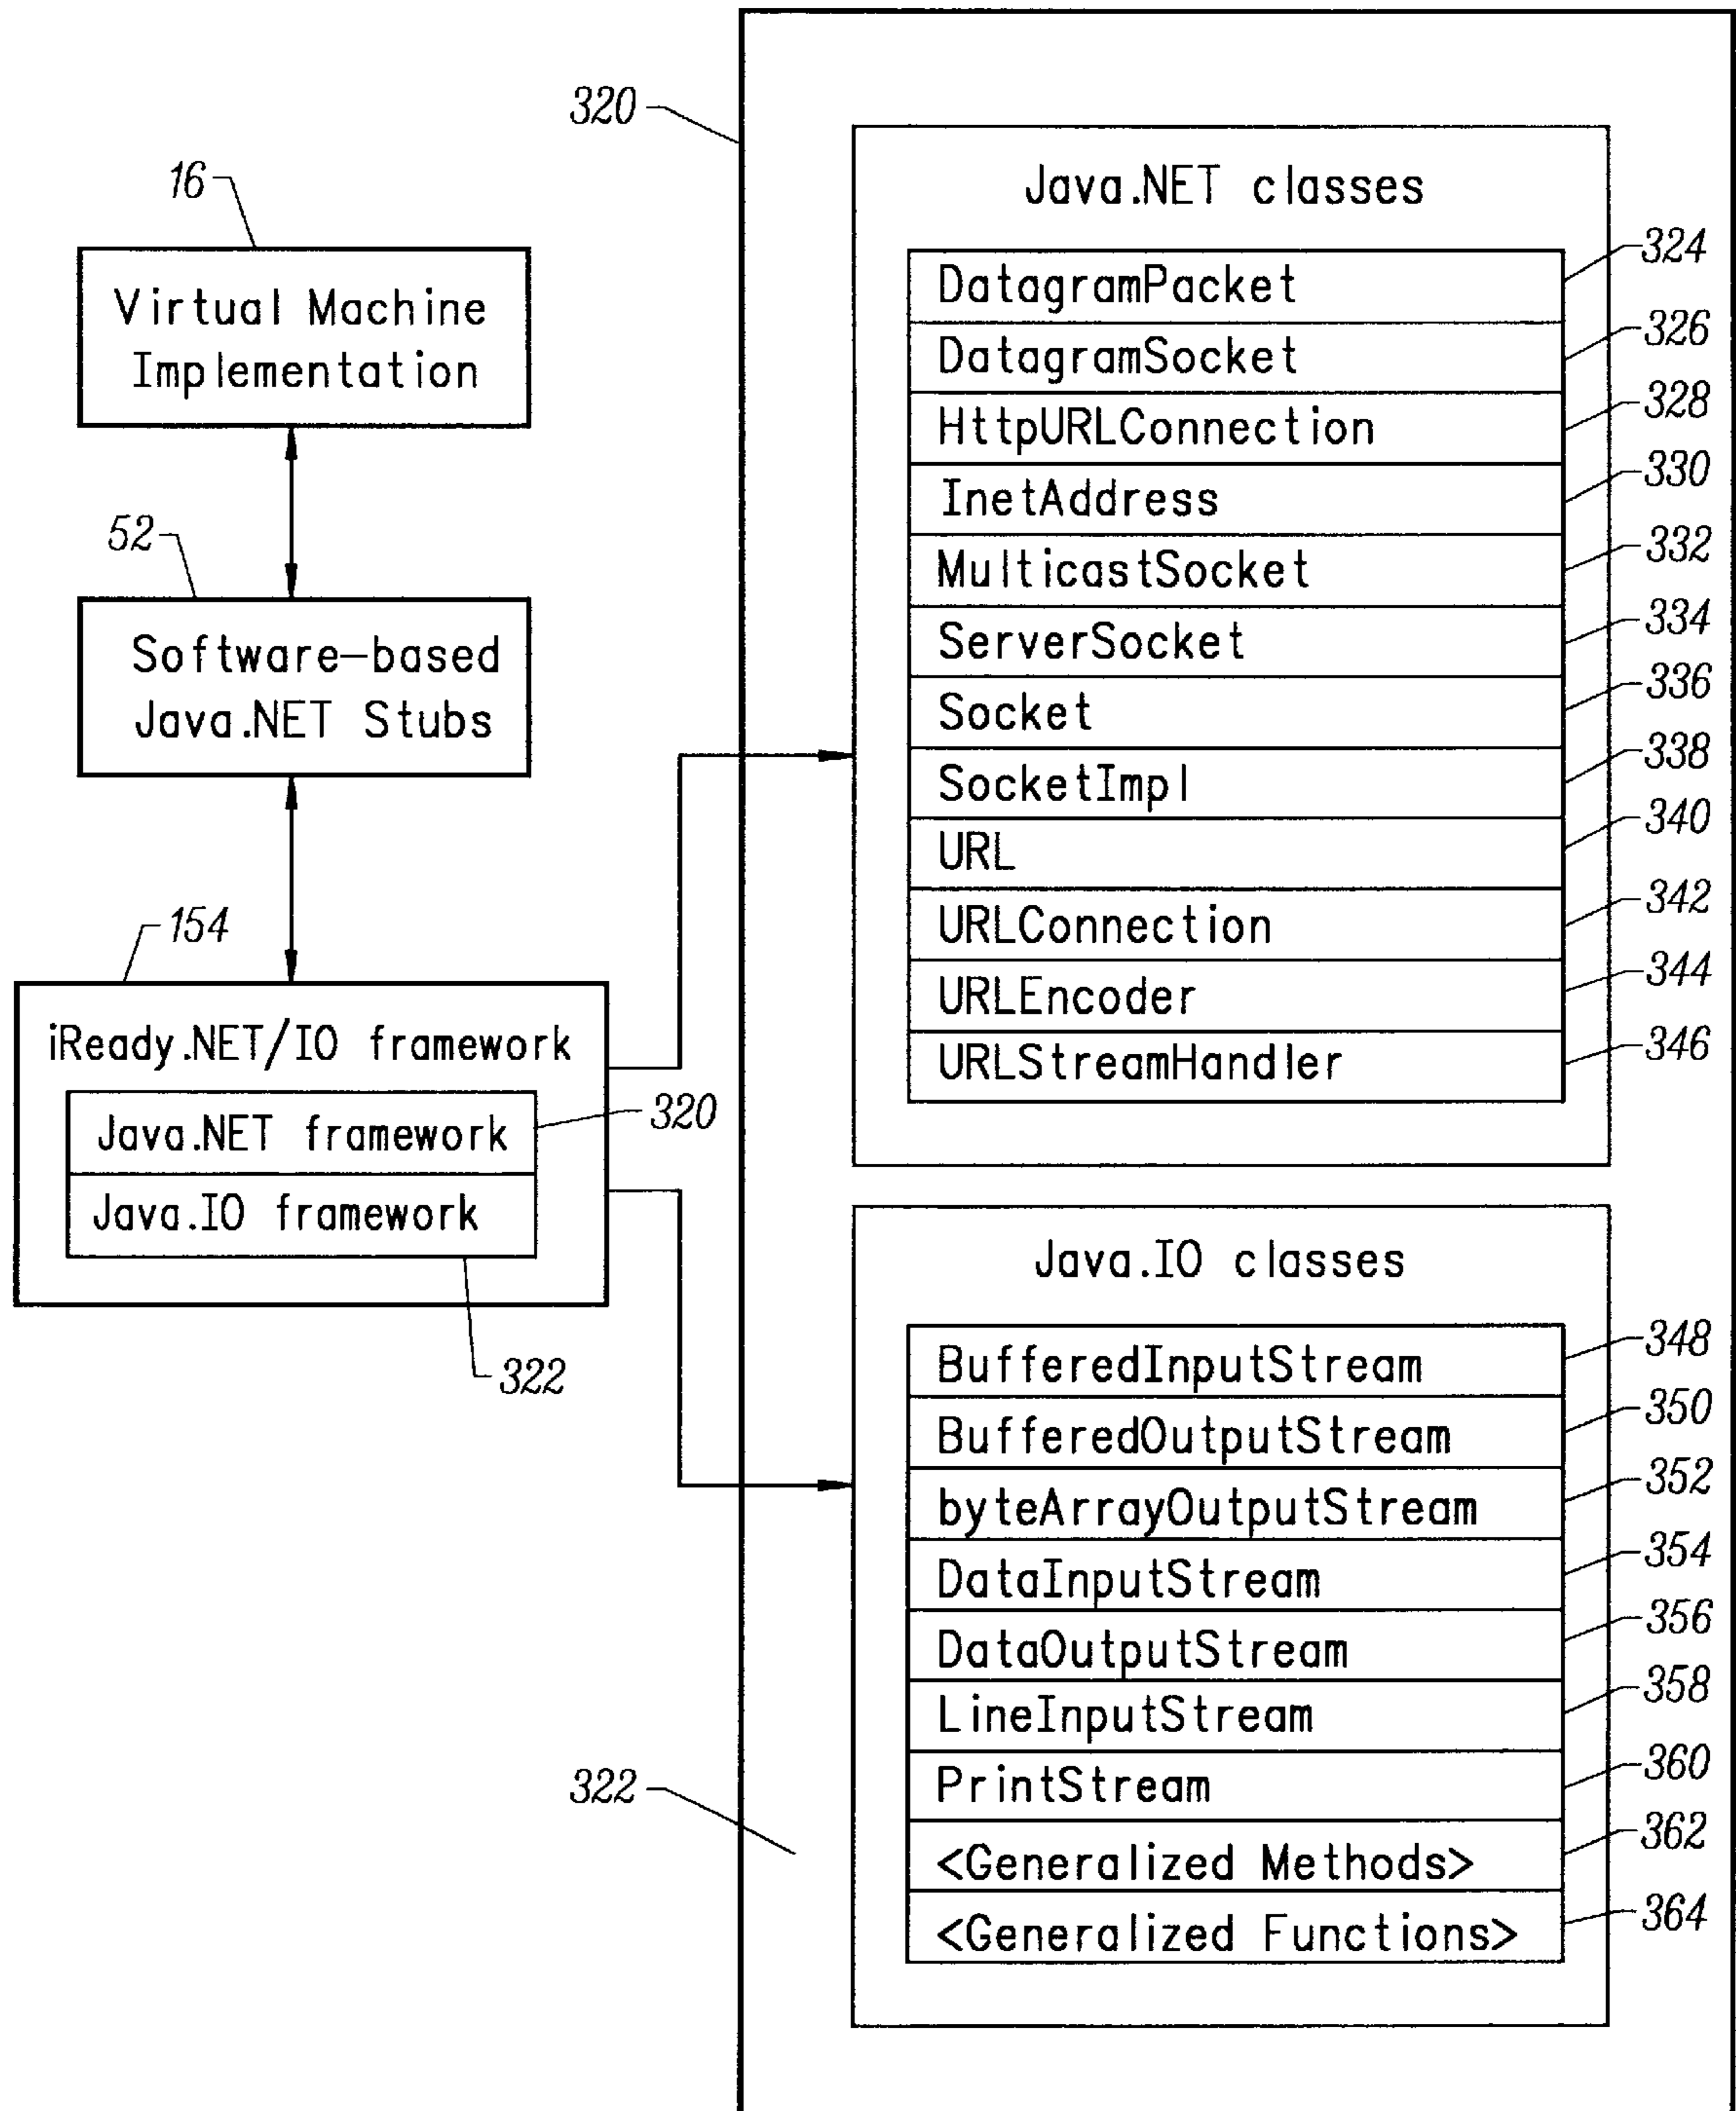 16
Virtual Machine
Implementation
52
Software-based
Java.NET Stubs
154
iReady.NET/IO framework
Java.NET framework
320
Java.IO framework
322
320
Java.NET classes
DatagramPacket
324
DatagramSocket
326
HttpURLConnection
328
InetAddress
330
MulticastSocket
332
ServerSocket
334
Socket
336
SocketImpl
338
URL
340
URLConnection
342
URLEncoder
344
URLStreamHandler
346
Java.IO classes
BufferedInputStream
348
BufferedOutputStream
350
byteArrayOutputStream
352
DataInputStream
354
DataOutputStream
356
LineInputStream
358
PrintStream
360
<Generalized Methods>
362
<Generalized Functions>
364
322